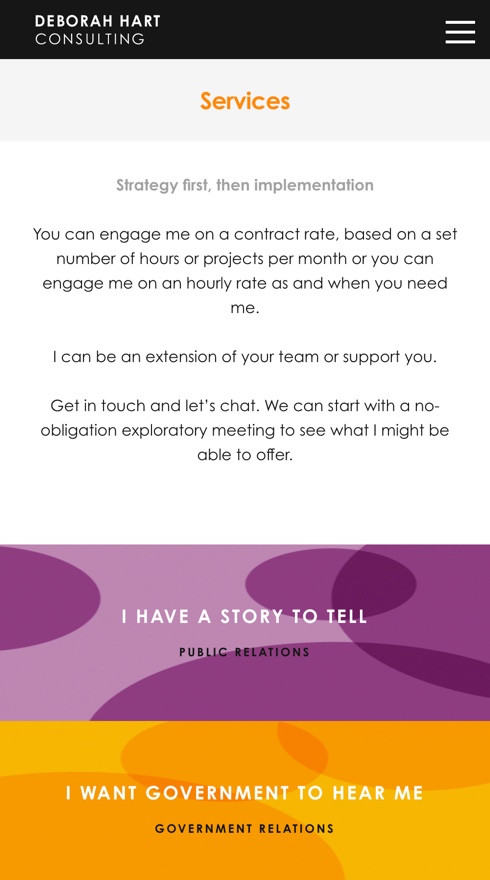 DEBORAH HART
CONSULTING
Services
Strategy first, then implementation
You can engage me on a contract rate, based on a set
number of hours or projects per month or you can
engage me on an hourly rate as and when you need
me.
I can be an extension of your team or support you.
Get in touch and let’s chat. We can start with a no-
obligation exploratory meeting to see what I might be
able to offer.
I HAVE A STORY TO TELL
PUBLIC RELATIONS
I WANT GOVERNMENT TO HEAR ME
GOVERNMENT RELATIONS